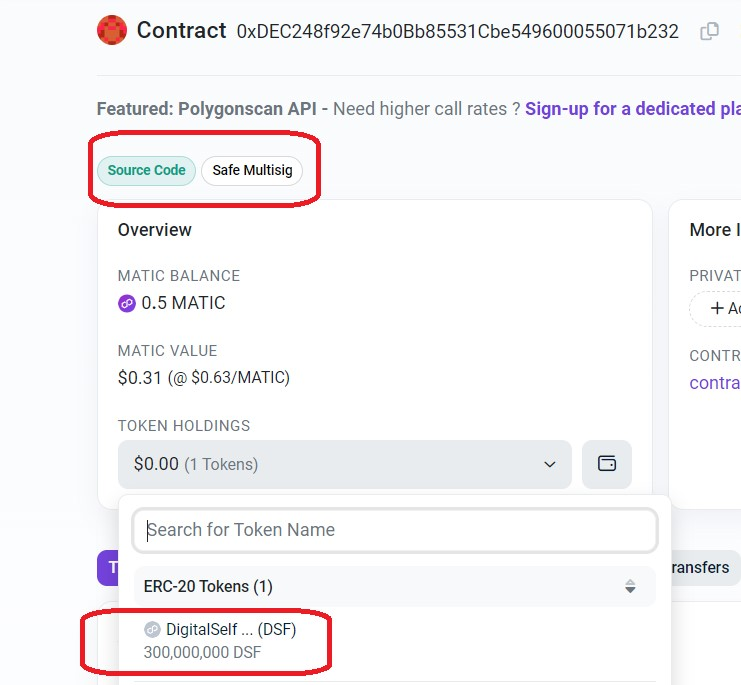 Contract 0xDEC248f92e74b0Bb85531Cbe549600055071b232
Featured: Polygonscan API - Need higher call rates ? Sign-up for a dedicated pla
Source Code Safe Multisig
Overview
More I
MATIC BALANCE
PRIVAT
0.5 MATIC
+ Ad
MATIC VALUE
CONTR
$0.31 (@ $0.63/MATIC)
contra
TOKEN HOLDINGS
$0.00 (1 Tokens)
Search for Token Name
T
ransfers
ERC-20 Tokens (1)
DigitalSelf ... (DSF)
300,000,000 DSF